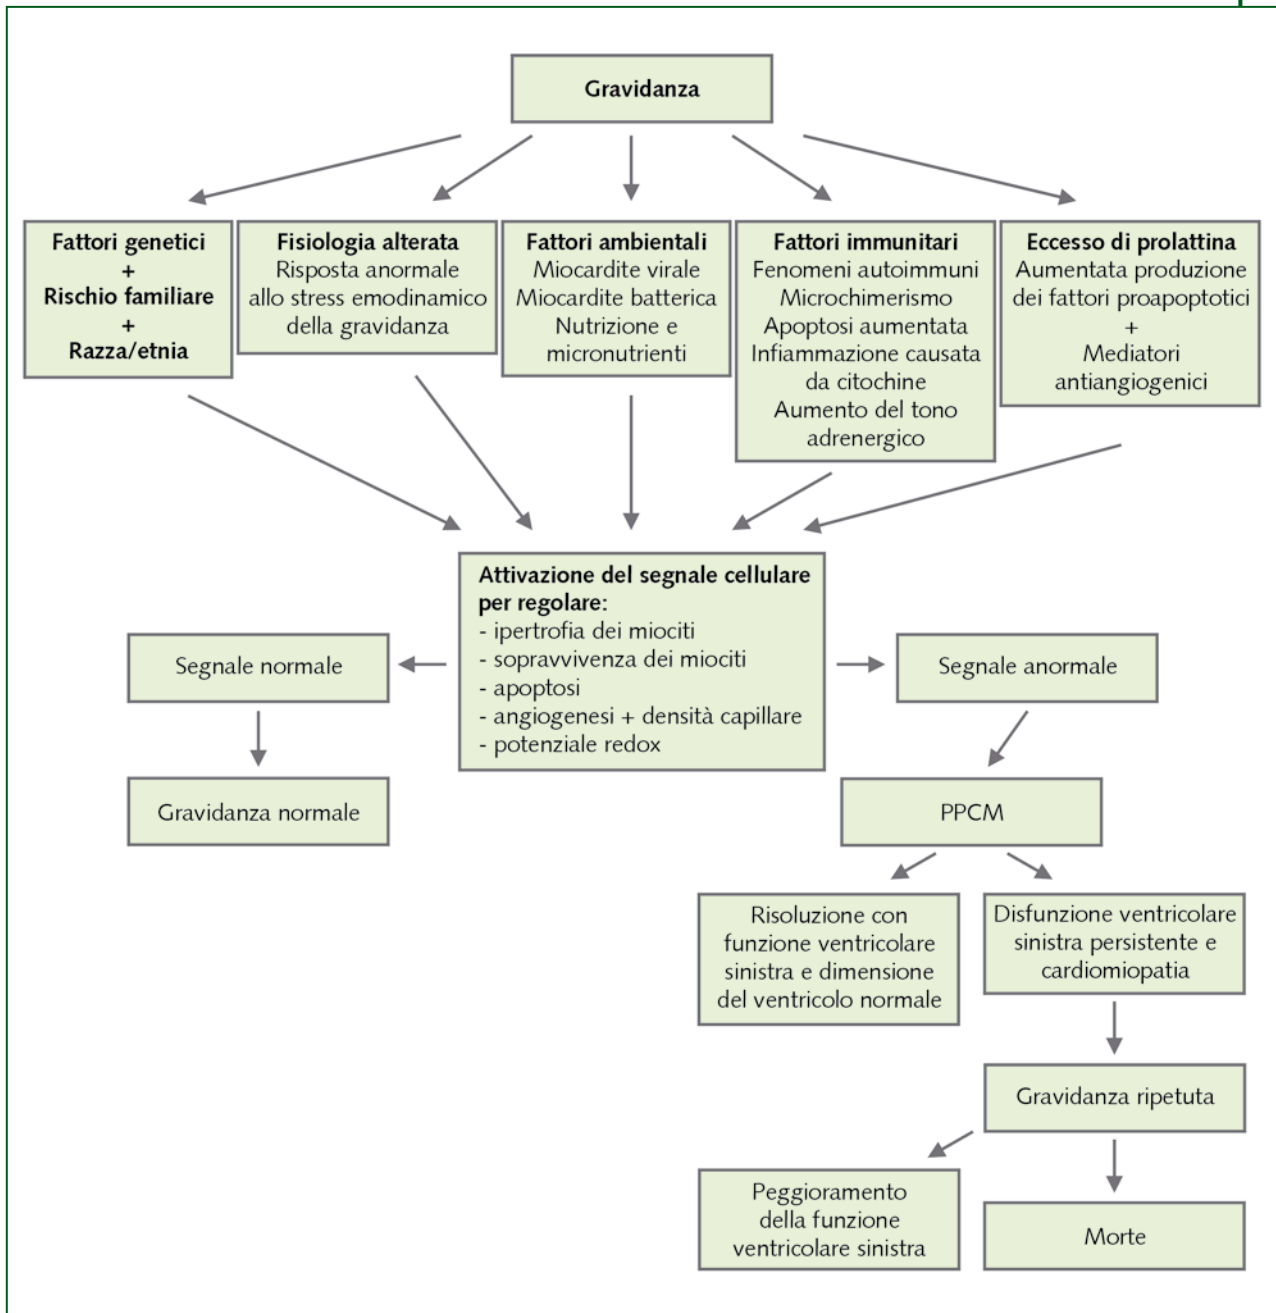 Gravidanza
Fattori genetici
+
Rischio familiare
+
Razza/etnia
Fisiologia alterata
Risposta anormale
allo stress emodinamico
della gravidanza
Fattori ambientali
Miocardite virale
Miocardite batterica
Nutrizione e
micronutrienti
Fattori immunitari
Fenomeni autoimmuni
Microchimerismo
Apoptosi aumentata
Infiammazione causata
da citochine
Aumento del tono
adrenergico
Eccesso di prolattina
Aumentata produzione
dei fattori proapoptotici
+
Mediatori
antiangiogenici
Attivazione del segnale cellulare
per regolare:
- ipertrofia dei miociti
- sopravvivenza dei miociti
- apoptosi
- angiogenesi + densità capillare
- potenziale redox
Segnale normale
Segnale anormale
Gravidanza normale
PPCM
Risoluzione con
funzione ventricolare
sinistra e dimensione
del ventricolo normale
Disfunzione ventricolare
sinistra persistente e
cardiomiopatia
Gravidanza ripetuta
Peggioramento
della funzione
ventricolare sinistra
Morte